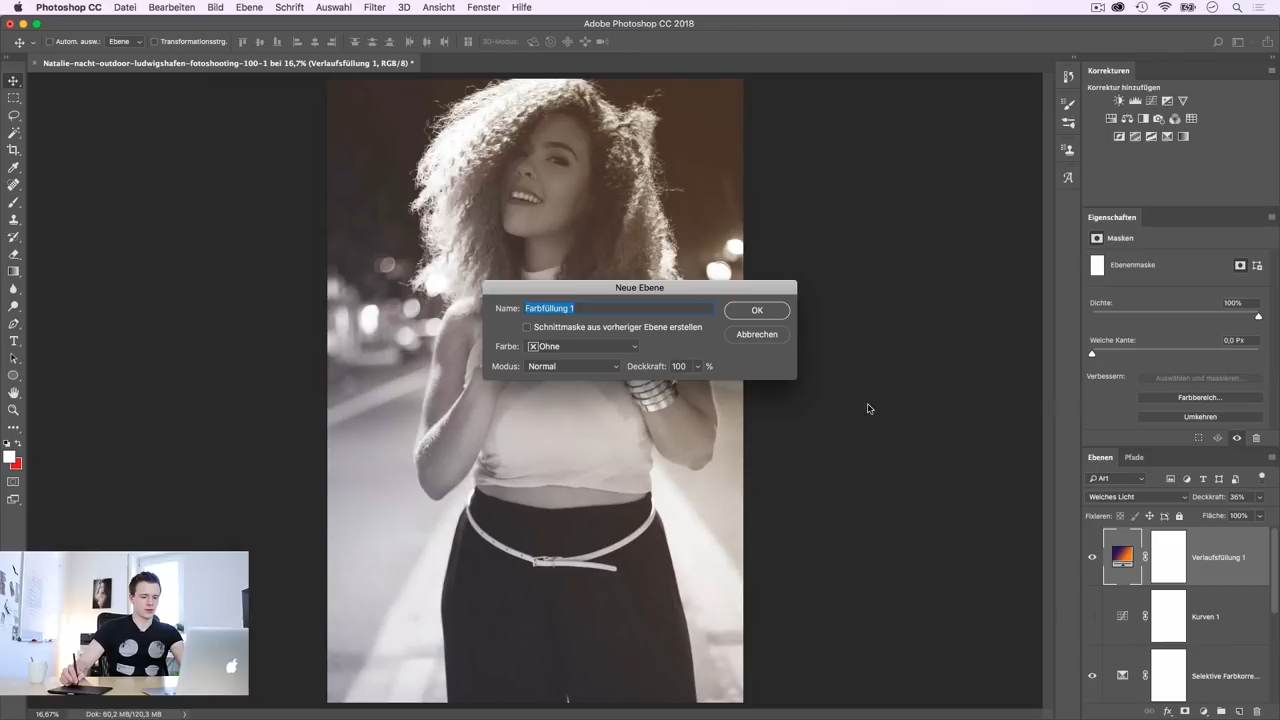 Photoshop CC Datei Bearbeiten Bild Ebene Schrift Auswahl Filter 3D Ansicht Fenster Hilfe
Adobe Photoshop CC 2018
Autom. ausw.: Ebene Transformationsstrg. 3D-Modus:
Natalie-nacht-outdoor-ludwigshafen-fotoshooting-100-1 bei 16,7% (Verlaufsfüllung 1, RGB/8) *
Korrekturen
Korrektur hinzufügen
Eigenschaften
Masken
Ebenenmaske
Dichte: 100%
Weiche Kante: 0,0 Px
Verbessern: Auswählen und maskieren...
Farbbereich...
Umkehren
Neue Ebene
Name: Farbfüllung 1 OK
Schnittmaske aus vorheriger Ebene erstellen Abbrechen
Farbe: Ohne
Modus: Normal Deckkraft: 100 %
Ebenen Pfade
Art
Weiches Licht Deckkraft: 36%
Fixieren: Fläche: 100%
Verlaufsfüllung 1
Kurven 1
Selektive Farbkorre...
16,67% Dok: 60,2 MB/120,3 MB